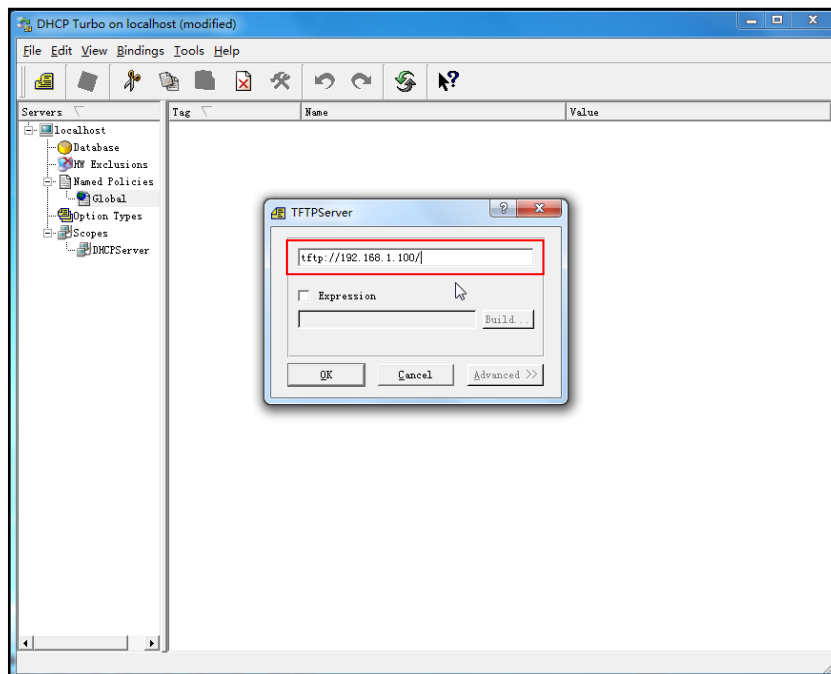 DHCP Turbo on localhost (modified)
File Edit View Bindings Tools Help
Servers
Tag
Name
Value
localhost
Database
HW Exclusions
Named Policies
Global
Option Types
Scopes
DHCPServer
TFTPServer
tftp://192.168.1.100/
Expression
Build...
OK
Cancel
Advanced >>